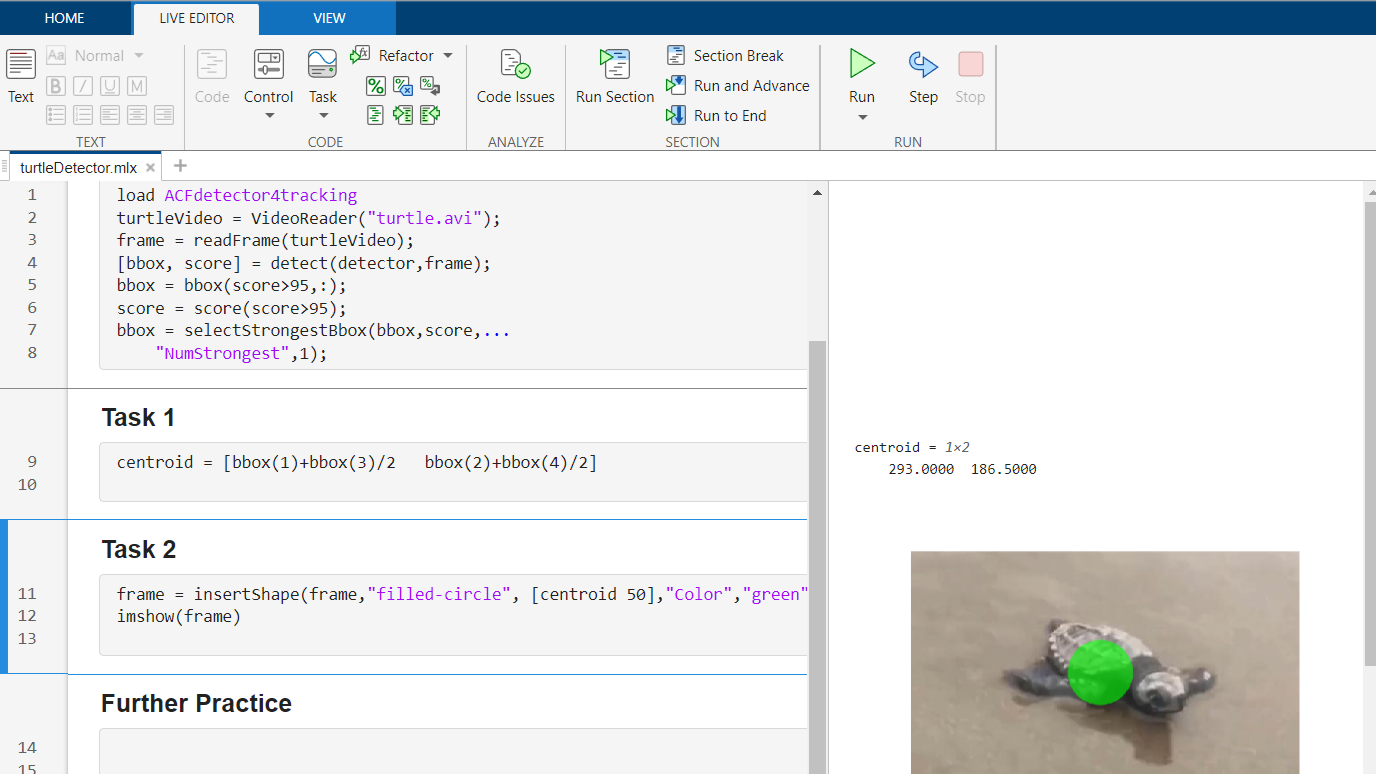 HOME LIVE EDITOR VIEW
Aa Normal
Refactor
Section Break
Text Code Control Task Code Issues Run Section Run and Advance Run Step Stop
B I U M
Run to End
TEXT CODE ANALYZE SECTION RUN
turtleDetector.mlx × +
1 load ACFdetector4tracking
2 turtleVideo = VideoReader("turtle.avi");
3 frame = readFrame(turtleVideo);
4 [bbox, score] = detect(detector,frame);
5 bbox = bbox(score>95,:);
6 score = score(score>95);
7 bbox = selectStrongestBbox(bbox,score,...
8 "NumStrongest",1);
Task 1
9 centroid = [bbox(1)+bbox(3)/2 bbox(2)+bbox(4)/2]
10
centroid = 1×2
293.0000 186.5000
Task 2
11 frame = insertShape(frame,"filled-circle", [centroid 50],"Color","green"
12 imshow(frame)
13
Further Practice
14
15